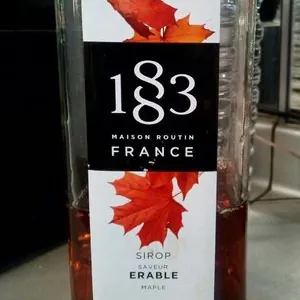 1883
MAISON ROUTIN
FRANCE
SIROP
SAVEUR
ERABLE
MAPLE